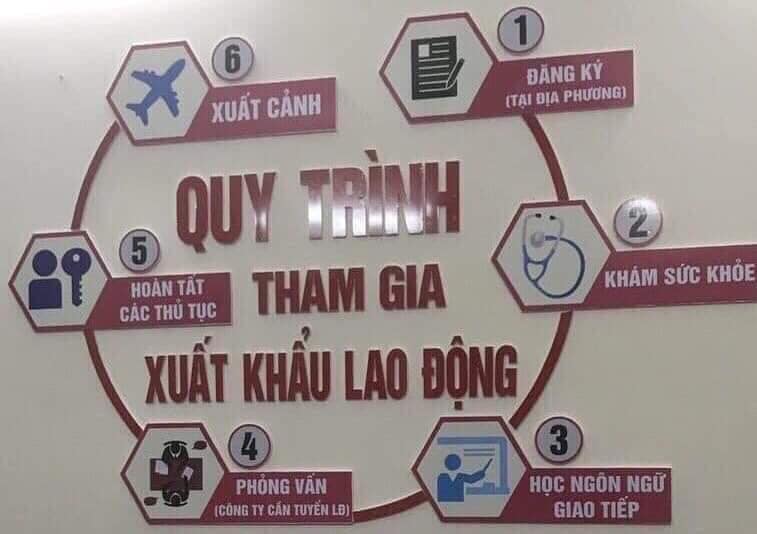 QUY TRÌNH
THAM GIA
XUẤT KHẨU LAO ĐỘNG
1
ĐĂNG KÝ
(TẠI ĐỊA PHƯƠNG)
2
KHÁM SỨC KHỎE
3
HỌC NGÔN NGỮ
GIAO TIẾP
4
PHỎNG VẤN
(CÔNG TY CẦN TUYỂN LĐ)
5
HOÀN TẤT
CÁC THỦ TỤC
6
XUẤT CẢNH